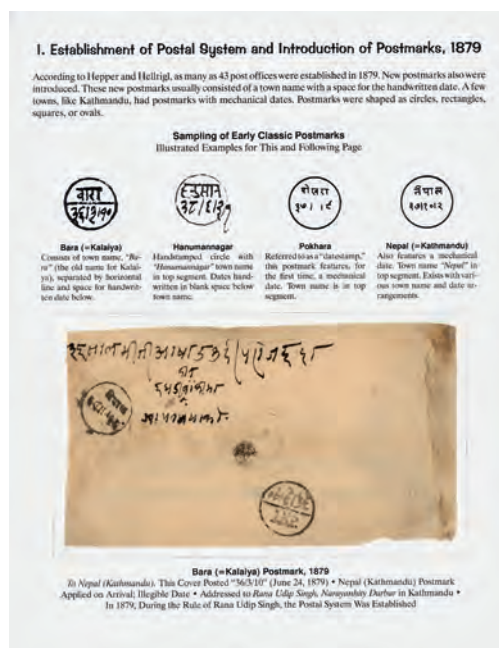 I. Establishment of Postal System and Introduction of Postmarks, 1879
According to Hepper and Hellrigl, as many as 43 post offices were established in 1879. New postmarks also were
introduced. These new postmarks usually consisted of a town name with a space for the handwritten date. A few
towns, like Kathmandu, had postmarks with mechanical dates. Postmarks were shaped as circles, rectangles,
squares, or ovals.
Sampling of Early Classic Postmarks
Illustrated Examples for This and Following Page
बारा
३६/३/१०
पोखरा
नेपाल
Bara (=Kalaiya)
Consists of town name, "Ba-
ra" (the old name for Kalai-
ya), separated by horizontal
line and space for handwrit-
ten date below.
Hanumannagar
Handstamped circle with
"Hanumannagar" town name
in top segment. Dates hand-
written in blank space below
town name.
Pokhara
Referred to as a "datestamp,"
this postmark features, for
the first time, a mechanical
date. Town name is in top
segment.
Nepal (=Kathmandu)
Also features a mechanical
date. Town name "Nepal" in
top segment. Exists with vari-
ous town name and date ar-
rangements.
Bara (=Kalaiya) Postmark, 1879
To Nepal (Kathmandu). This Cover Posted "36/3/10" (June 24, 1879) • Nepal (Kathmandu) Postmark
Applied on Arrival; Illegible Date • Addressed to Rana Udip Singh, Narayanhity Durbar in Kathmandu •
In 1879, During the Rule of Rana Udip Singh, the Postal System Was Established